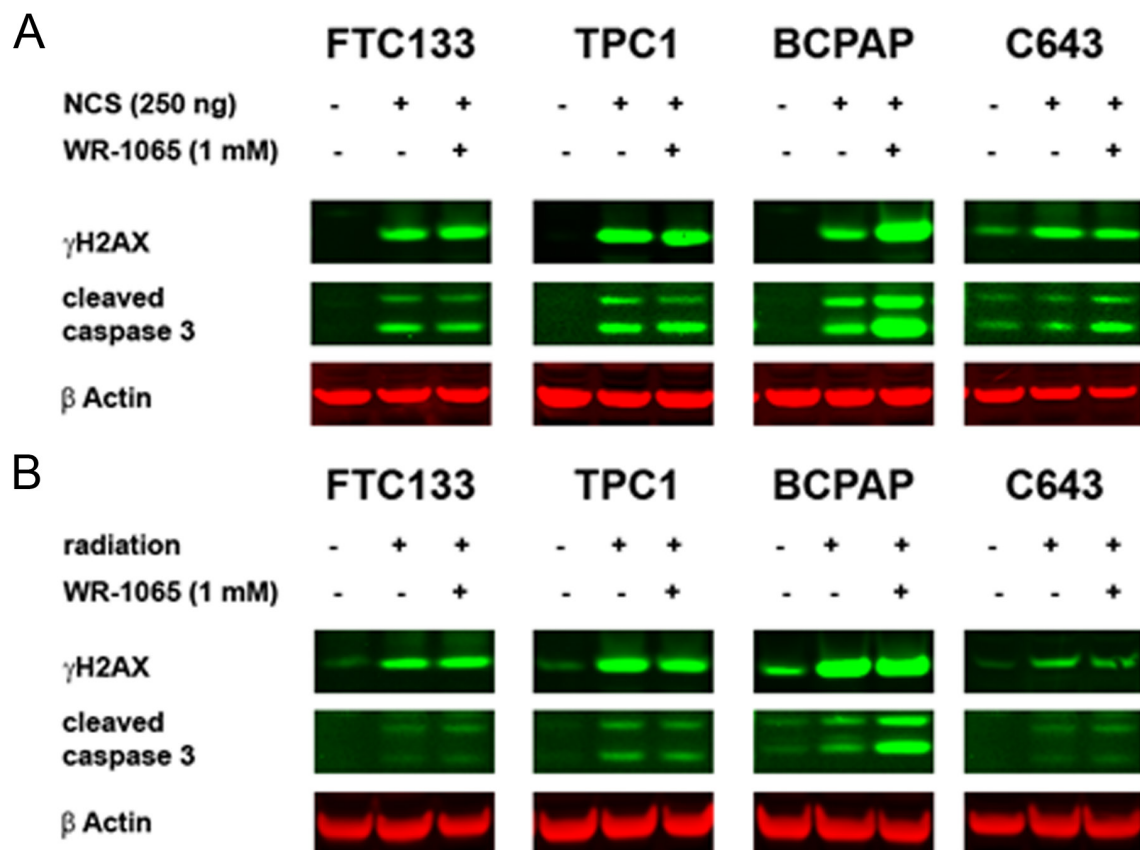 A
FTC133 TPC1 BCPAP C643
NCS (250 ng) - + + - + + - + + - + +
WR-1065 (1 mM) - - + - - + - - + - - +
γH2AX
cleaved
caspase 3
β Actin
B
FTC133 TPC1 BCPAP C643
radiation - + + - + + - + + - + +
WR-1065 (1 mM) - - + - - + - - + - - +
γH2AX
cleaved
caspase 3
β Actin